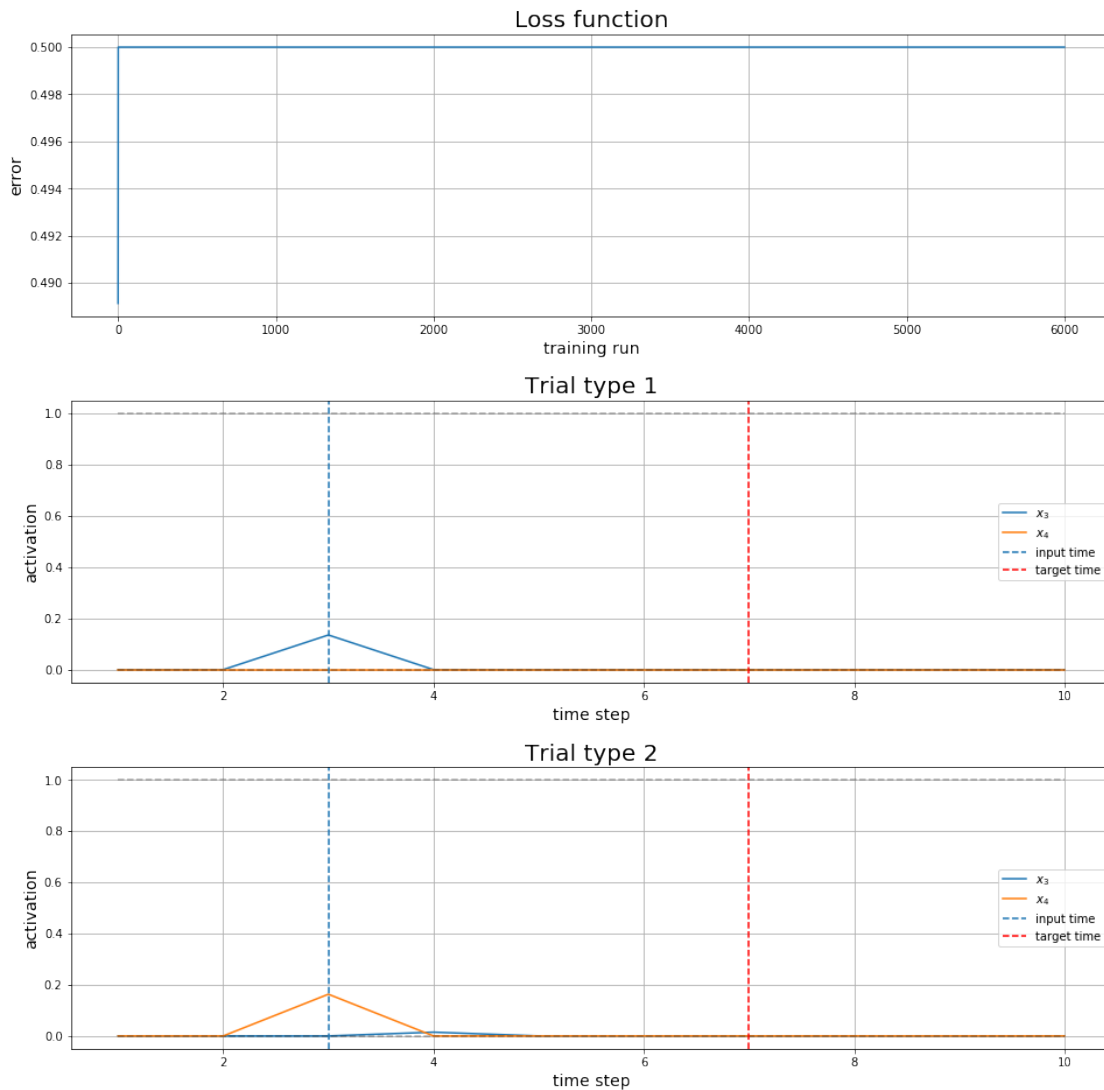 Loss function
0.500
0.498
0.496
0.494
0.492
0.490
error
0 1000 2000 3000 4000 5000 6000
training run
Trial type 1
1.0
0.8
0.6
0.4
0.2
0.0
activation
x₃
x₄
input time
target time
2 4 6 8 10
time step
Trial type 2
1.0
0.8
0.6
0.4
0.2
0.0
activation
x₃
x₄
input time
target time
2 4 6 8 10
time step